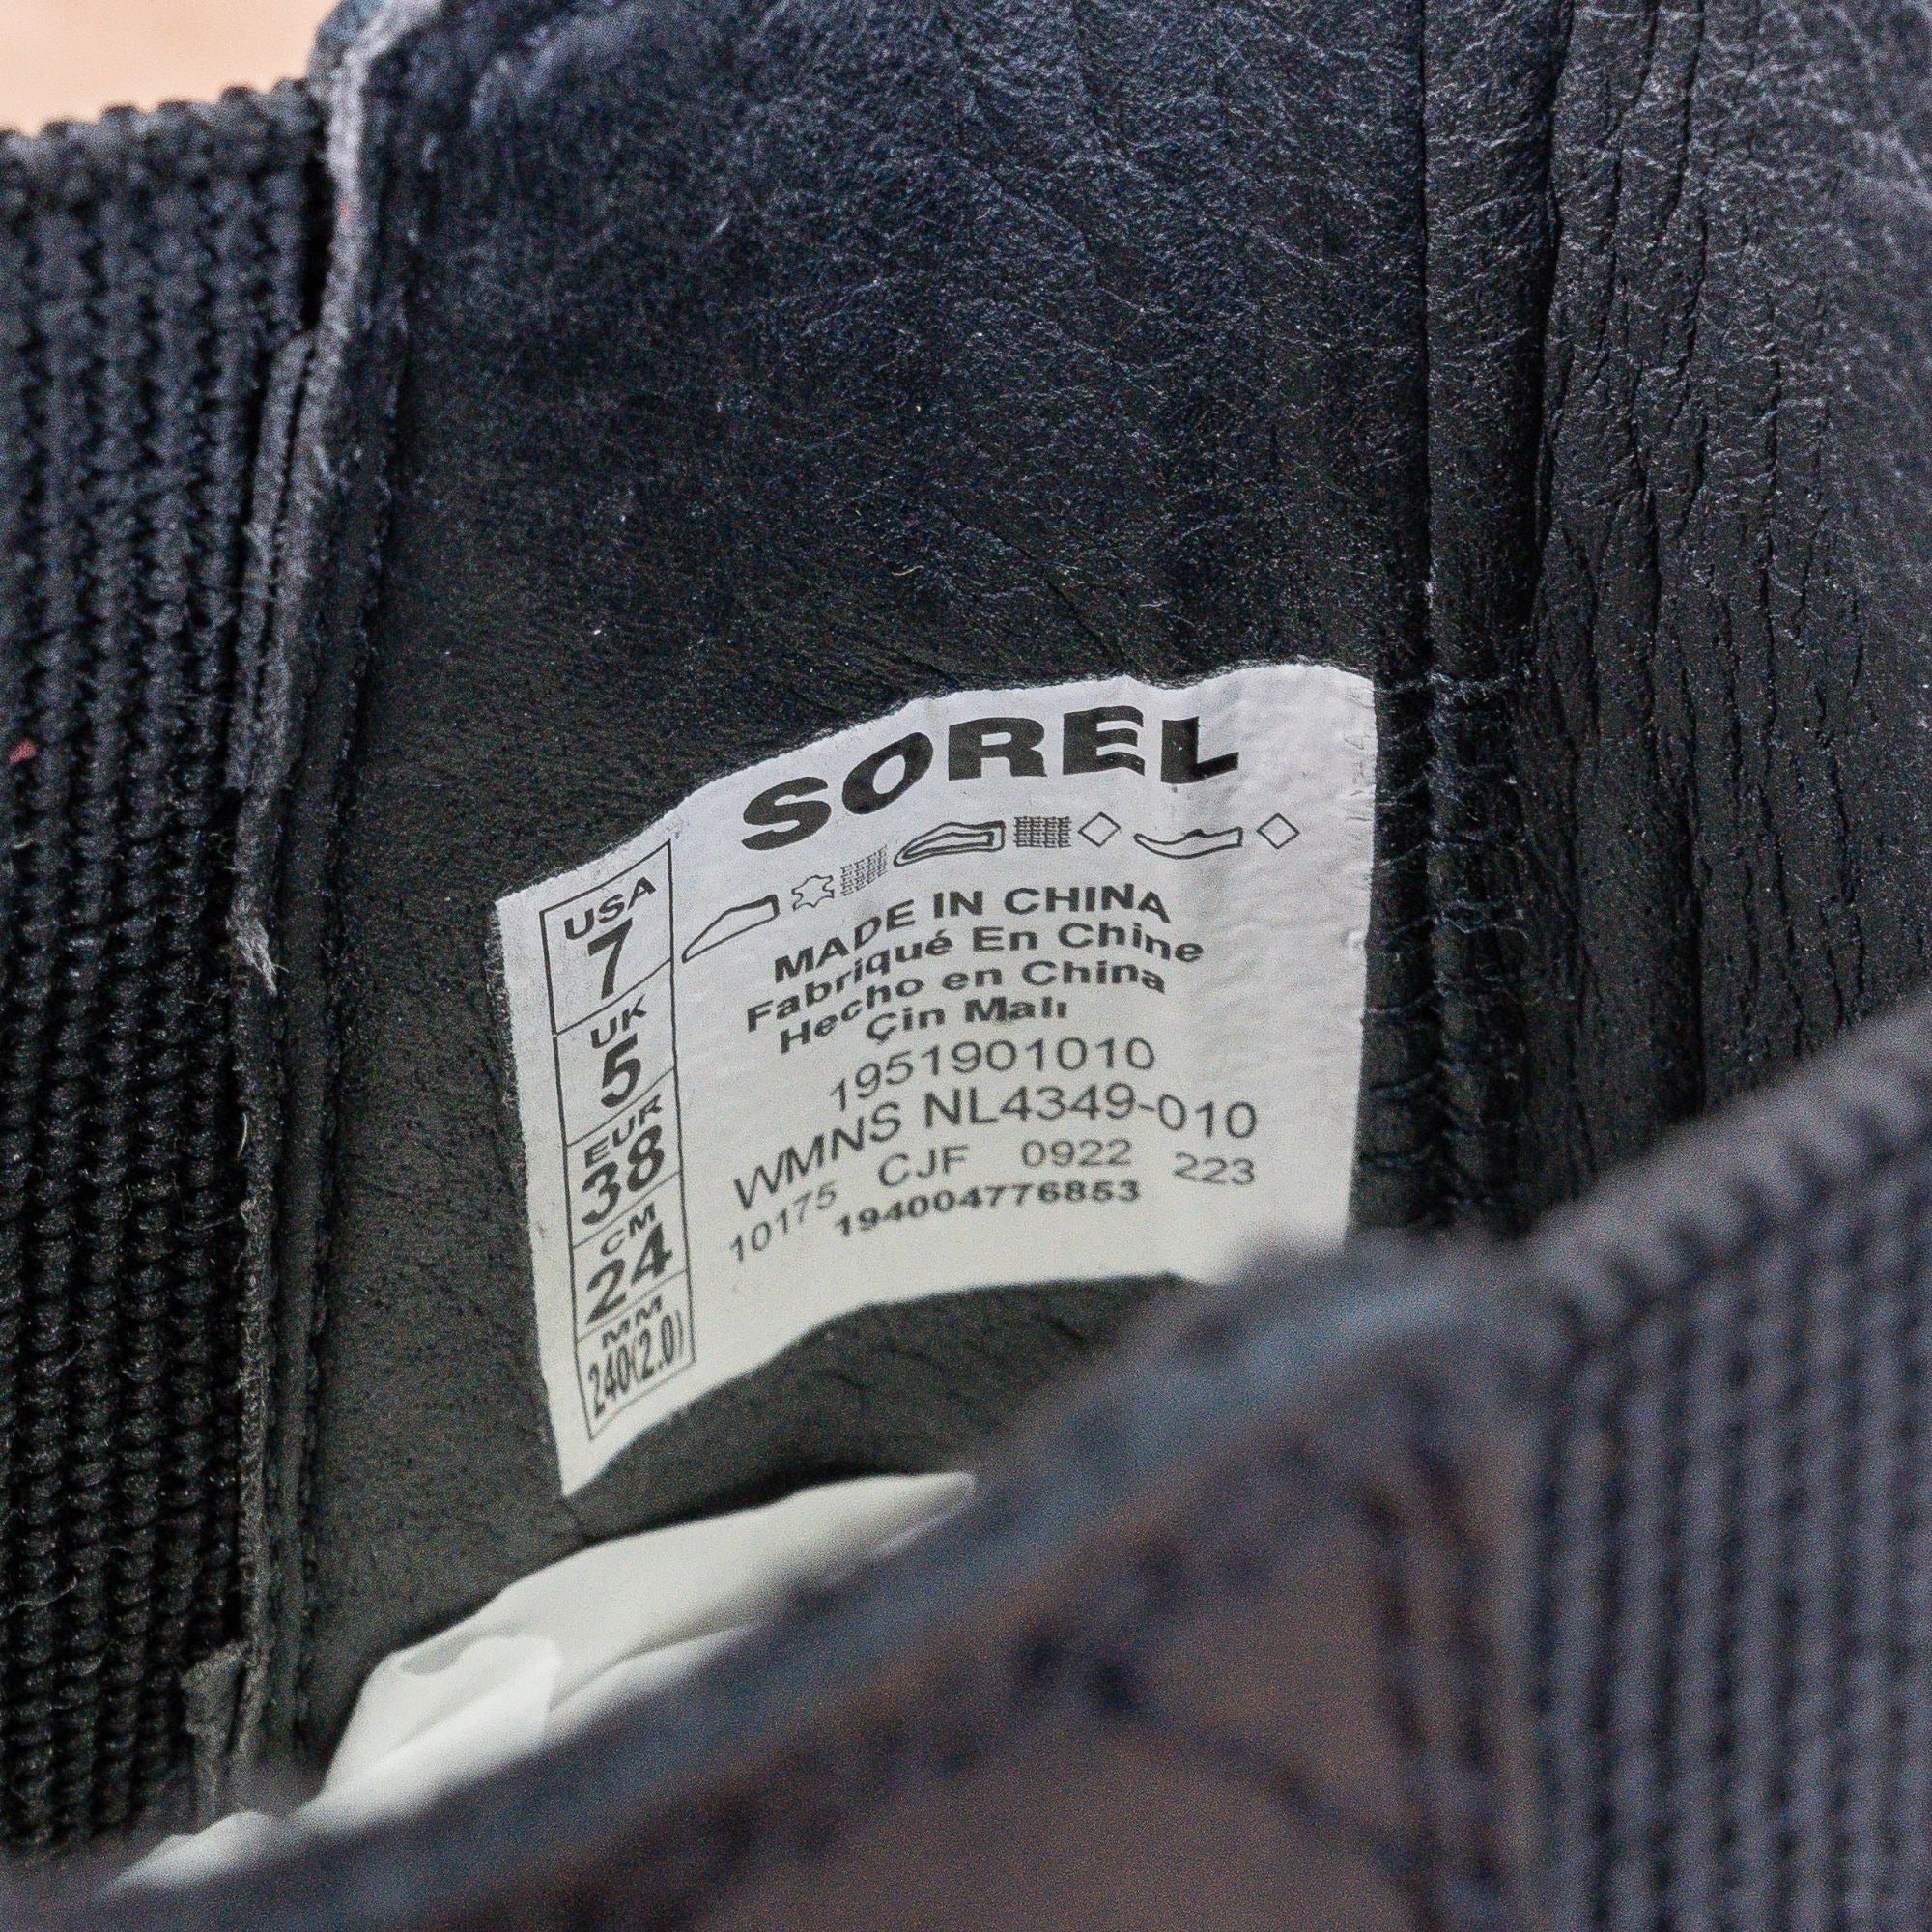 SOREL
USA
7
UK
5
EUR
38
CM
24
MM
240(2.0)
MADE IN CHINA
Fabriqué En Chine
Hecho en China
Çin Malı
1951901010
WMNS NL4349-010
10175 CJF 0922 223
194004776853